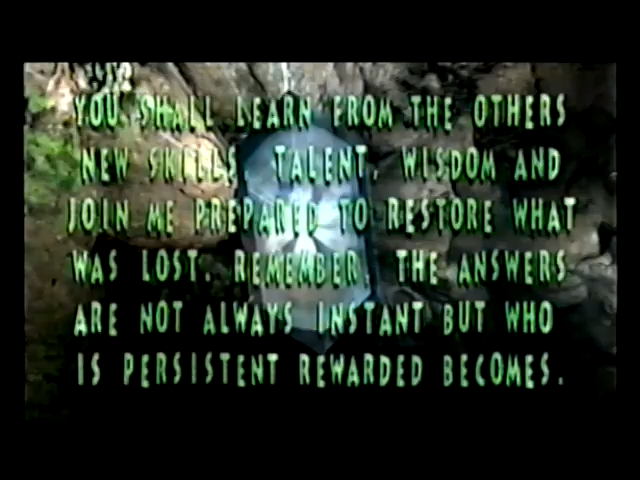 YOU SHALL LEARN FROM THE OTHERS
NEW SKILLS, TALENT, WISDOM AND
JOIN ME PREPARED TO RESTORE WHAT
WAS LOST. REMEMBER, THE ANSWERS
ARE NOT ALWAYS INSTANT BUT WHO
IS PERSISTENT REWARDED BECOMES.